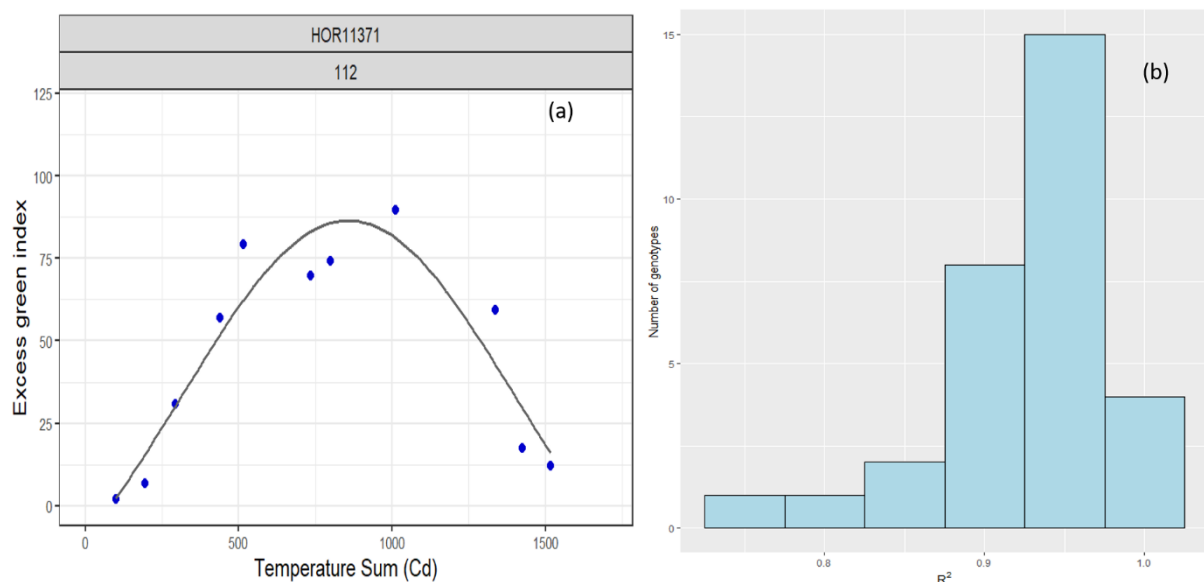 HOR11371
112
(a)
125
100
75
50
25
0
Excess green index
0 500 1000 1500
Temperature Sum (Cd)
(b)
15
10
5
0
Number of genotypes
0.8 0.9 1.0
R²